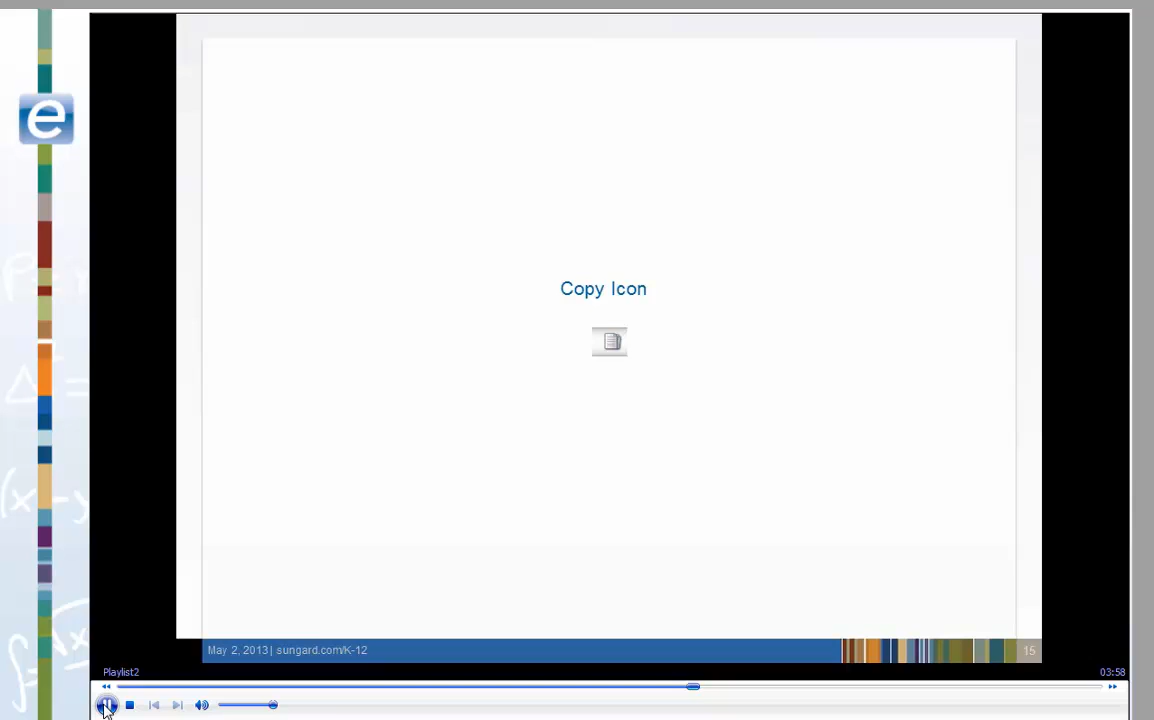 e
Copy Icon
May 2, 2013 | sungard.com/K-12
15
Playlist2
03:58